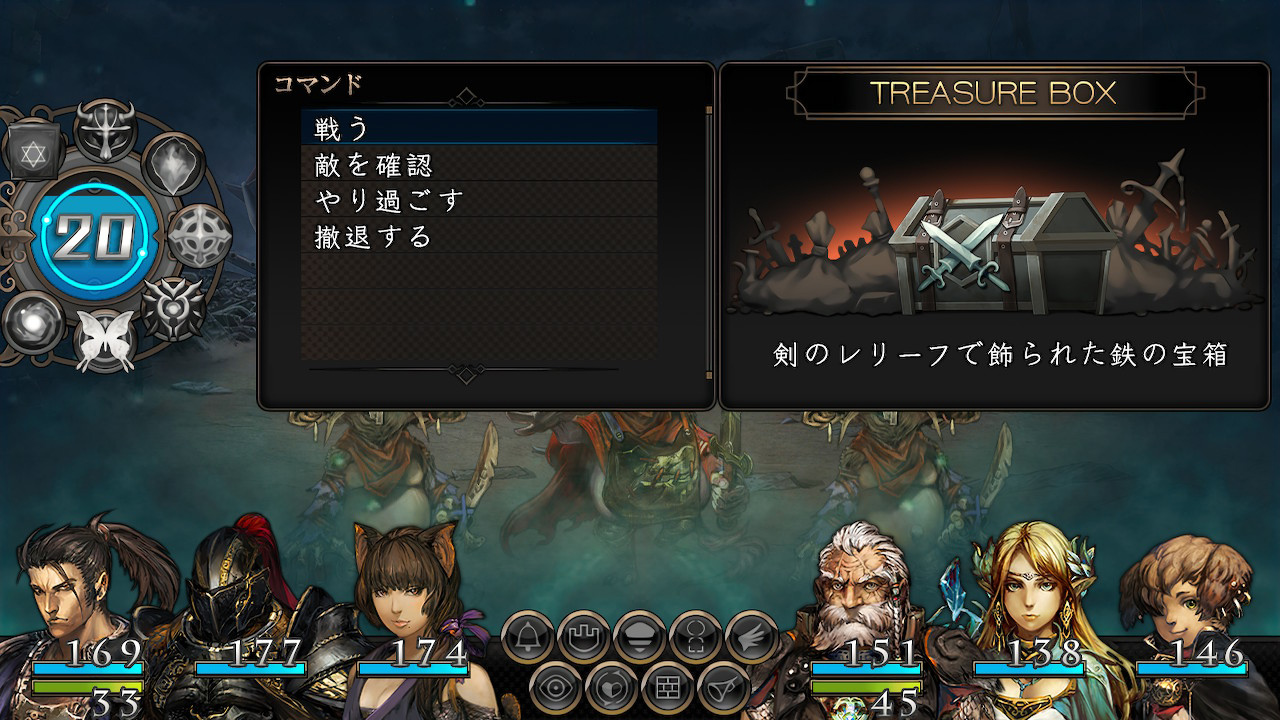 コマンド
戦う
敵を確認
やり過ごす
撤退する
TREASURE BOX
剣のレリーフで飾られた鉄の宝箱
20
169
177
174
151
138
146
33
45